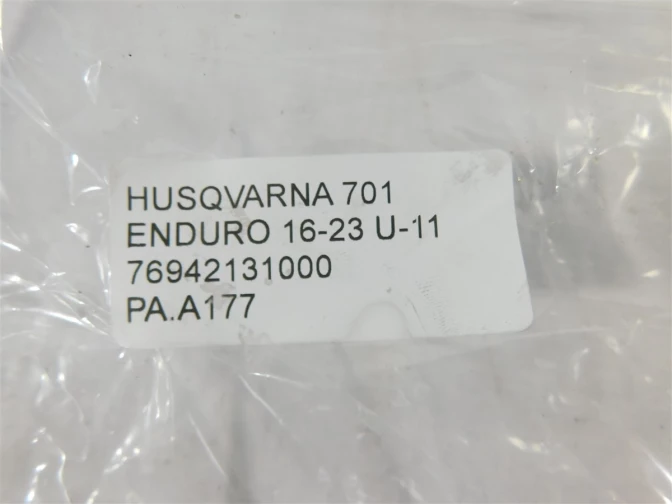 HUSQVARNA 701
ENDURO 16-23 U-11
76942131000
PA.A177